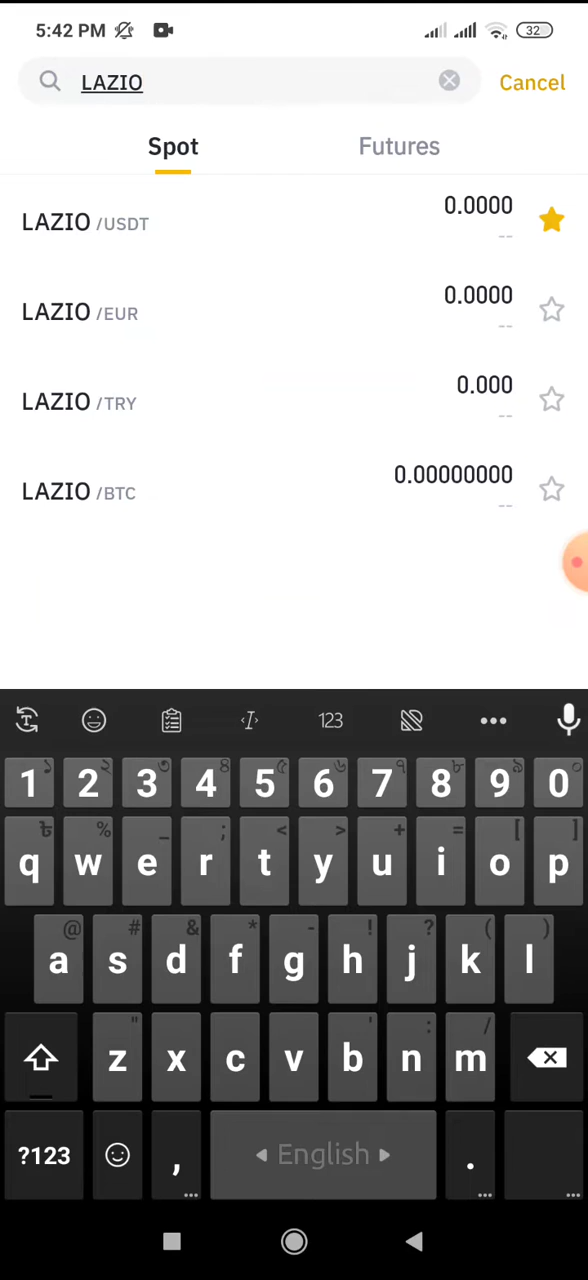 5:42 PM 32
LAZIO Cancel
Spot Futures
LAZIO /USDT 0.0000
--
LAZIO /EUR 0.0000
--
LAZIO /TRY 0.000
--
LAZIO /BTC 0.00000000
--
123 •••
1 2 3 4 5 6 7 8 9 0
% _ ; < > + = [ ]
q w e r t y u i o p
@ # & * - ! ? ( )
a s d f g h j k l
" ' : /
z x c v b n m
?123 , English .